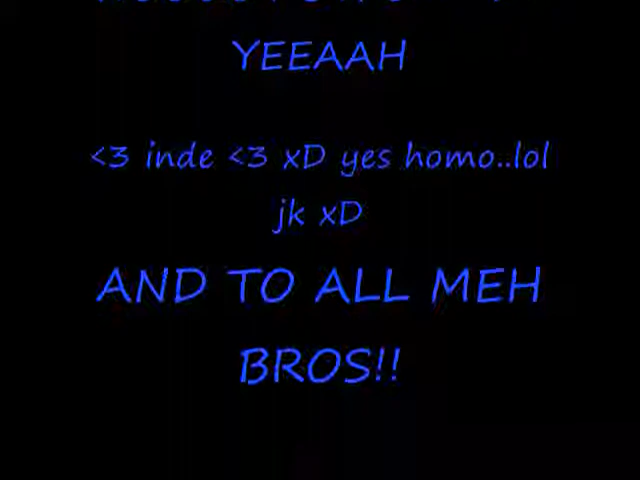 YEEAAH
<3 inde <3 xD yes homo..lol
jk xD
AND TO ALL MEH
BROS!!